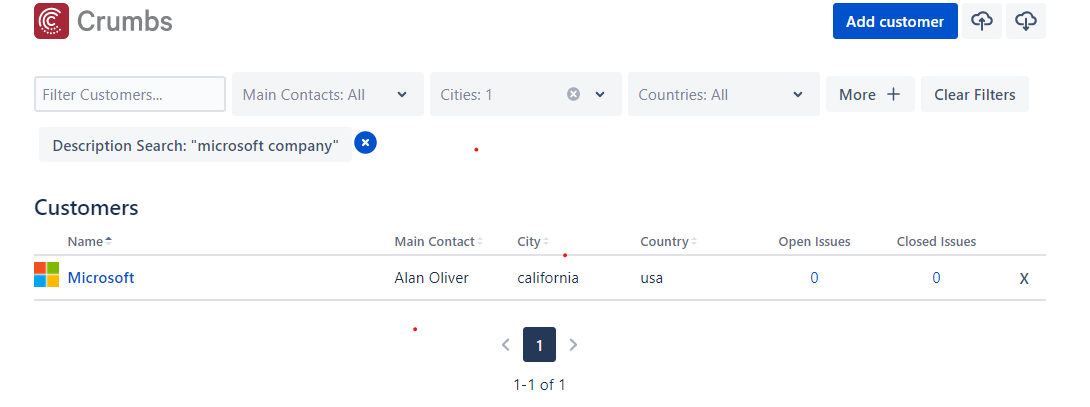 Crumbs Add customer
Filter Customers... Main Contacts: All Cities: 1 Countries: All More + Clear Filters
Description Search: "microsoft company"
Customers
Name Main Contact City Country Open Issues Closed Issues
Microsoft Alan Oliver california usa 0 0 X
1
1-1 of 1